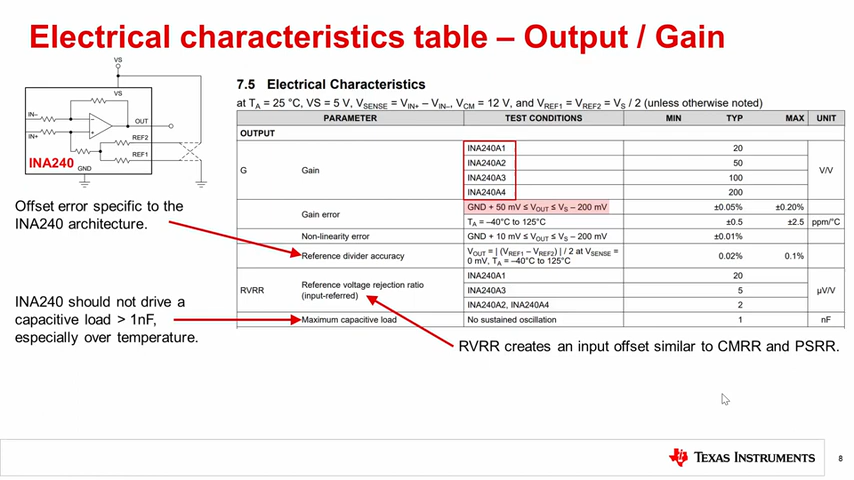 Electrical characteristics table – Output / Gain
VS
VS
IN–
OUT
IN+
REF2
REF1
INA240
GND
Offset error specific to the
INA240 architecture.
INA240 should not drive a
capacitive load > 1nF,
especially over temperature.
7.5 Electrical Characteristics
at TA = 25 °C, VS = 5 V, VSENSE = VIN+ – VIN–, VCM = 12 V, and VREF1 = VREF2 = VS / 2 (unless otherwise noted)
PARAMETER TEST CONDITIONS MIN TYP MAX UNIT
OUTPUT
G Gain INA240A1 20 V/V
INA240A2 50
INA240A3 100
INA240A4 200
Gain error GND + 50 mV ≤ VOUT ≤ VS – 200 mV ±0.05% ±0.20%
TA = –40°C to 125°C ±0.5 ±2.5 ppm/°C
Non-linearity error GND + 10 mV ≤ VOUT ≤ VS – 200 mV ±0.01%
Reference divider accuracy VOUT = | (VREF1 – VREF2) | / 2 at VSENSE =
0 mV, TA = –40°C to 125°C 0.02% 0.1%
RVRR Reference voltage rejection ratio
(input-referred) INA240A1 20 µV/V
INA240A3 5
INA240A2, INA240A4 2
Maximum capacitive load No sustained oscillation 1 nF
RVRR creates an input offset similar to CMRR and PSRR.
TEXAS INSTRUMENTS
8